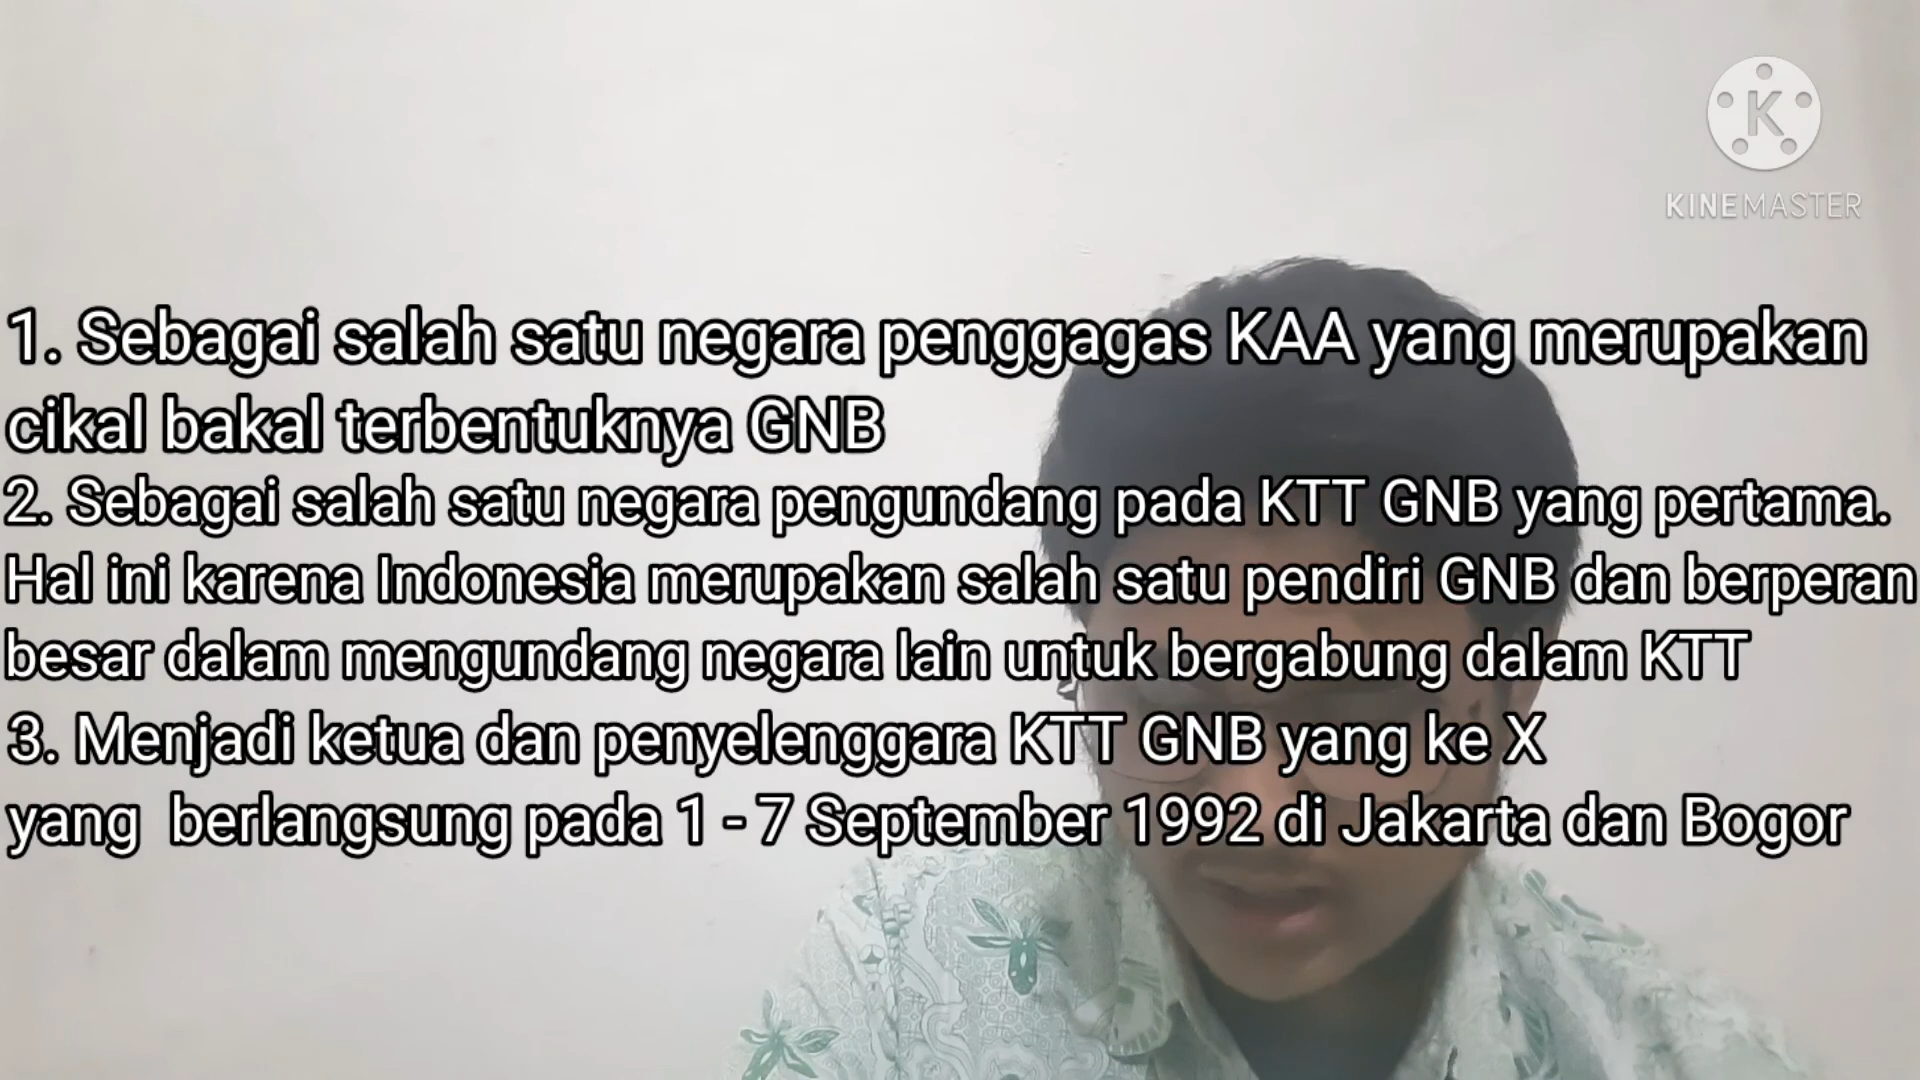 K
KINEMASTER
1. Sebagai salah satu negara penggagas KAA yang merupakan
cikal bakal terbentuknya GNB
2. Sebagai salah satu negara pengundang pada KTT GNB yang pertama.
Hal ini karena Indonesia merupakan salah satu pendiri GNB dan berperan
besar dalam mengundang negara lain untuk bergabung dalam KTT
3. Menjadi ketua dan penyelenggara KTT GNB yang ke X
yang berlangsung pada 1 - 7 September 1992 di Jakarta dan Bogor